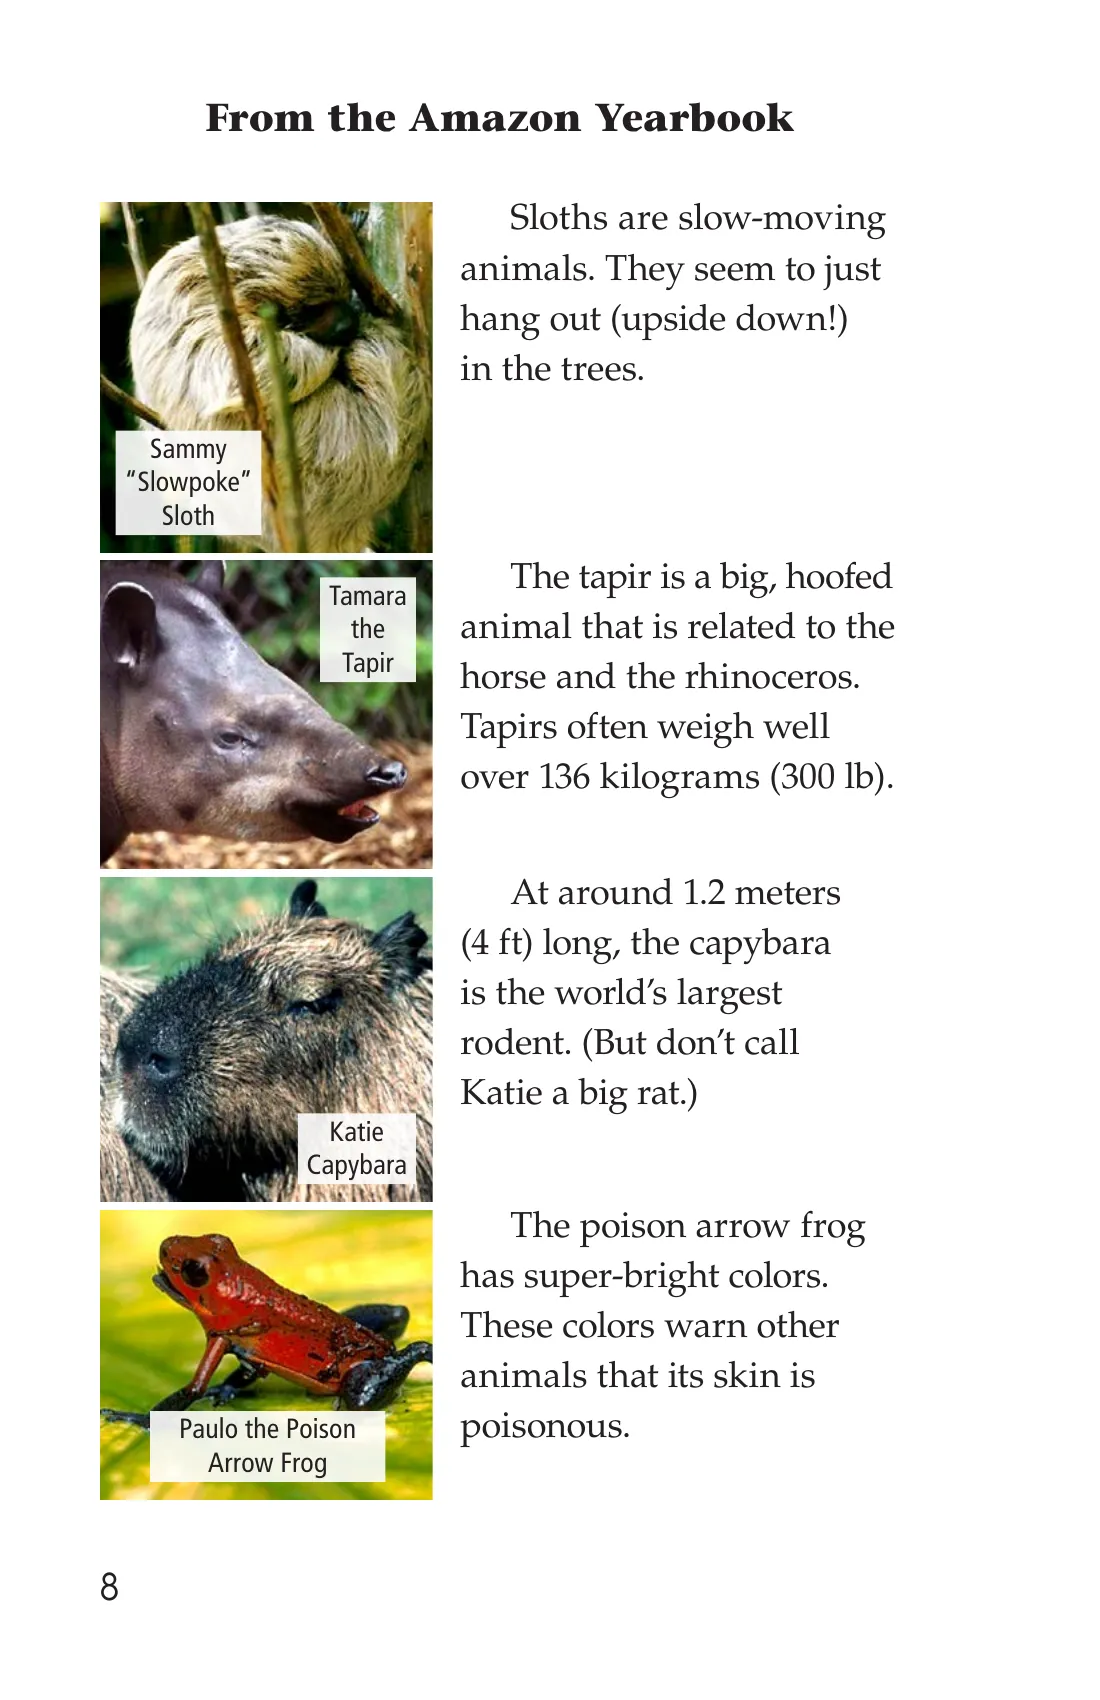 From the Amazon Yearbook
Sammy
“Slowpoke”
Sloth
Sloths are slow-moving
animals. They seem to just
hang out (upside down!)
in the trees.
Tamara
the
Tapir
The tapir is a big, hoofed
animal that is related to the
horse and the rhinoceros.
Tapirs often weigh well
over 136 kilograms (300 lb).
Katie
Capybara
At around 1.2 meters
(4 ft) long, the capybara
is the world’s largest
rodent. (But don’t call
Katie a big rat.)
Paulo the Poison
Arrow Frog
The poison arrow frog
has super-bright colors.
These colors warn other
animals that its skin is
poisonous.
8